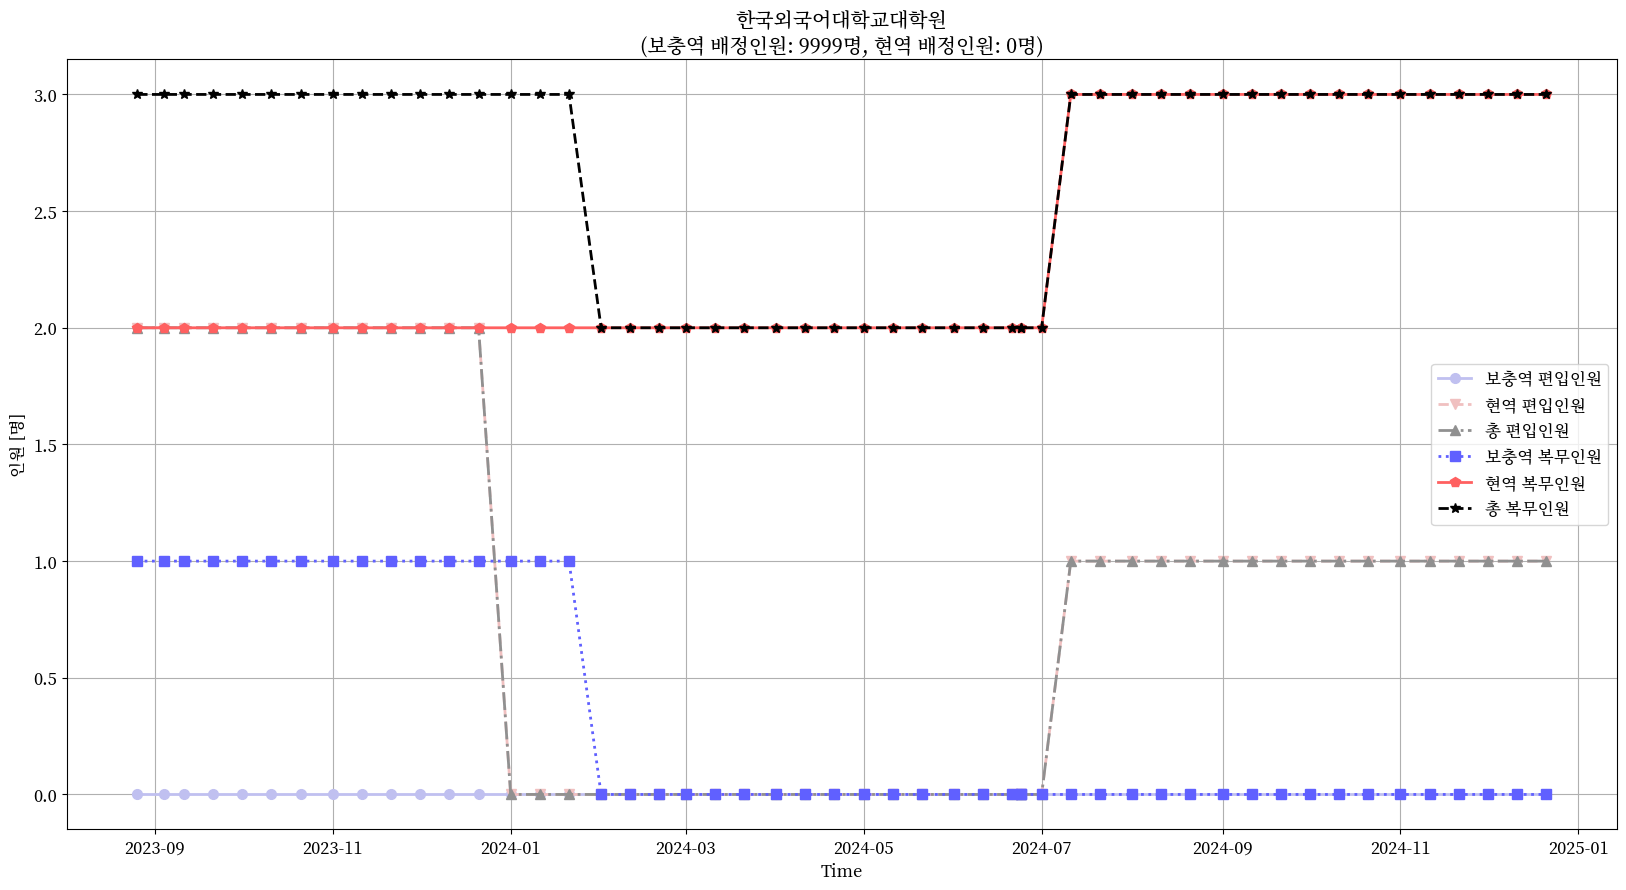 한국외국어대학교대학원
(보충역 배정인원: 9999명, 현역 배정인원: 0명)
인원 [명]
3.0
2.5
2.0
1.5
1.0
0.5
0.0
보충역 편입인원
현역 편입인원
총 편입인원
보충역 복무인원
현역 복무인원
총 복무인원
2023-09 2023-11 2024-01 2024-03 2024-05 2024-07 2024-09 2024-11 2025-01
Time